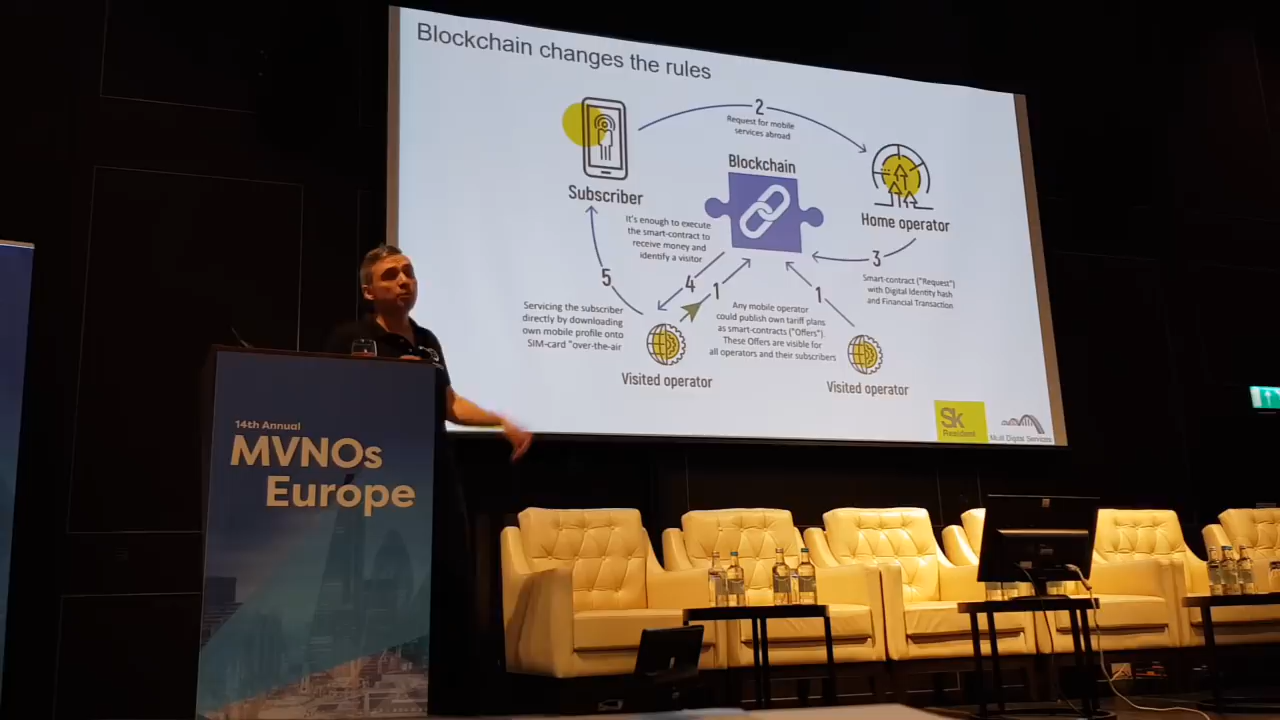 Blockchain changes the rules
2
Request for mobile
services abroad
Blockchain
Subscriber
Home operator
It's enough to execute
the smart-contract to
receive money and
identify a visitor
3
Smart-contract ("Request")
with Digital Identity hash
and Financial Transaction
5
4
1
1
Servicing the subscriber
directly by downloading
own mobile profile onto
SIM-card "over-the-air
Any mobile operator
could publish own tariff plans
as smart-contracts ("Offers").
These Offers are visible for
all operators and their subscribers
Visited operator
Visited operator
Sk
Resident
Multi Digital Services
14th Annual
MVNOs
Europe